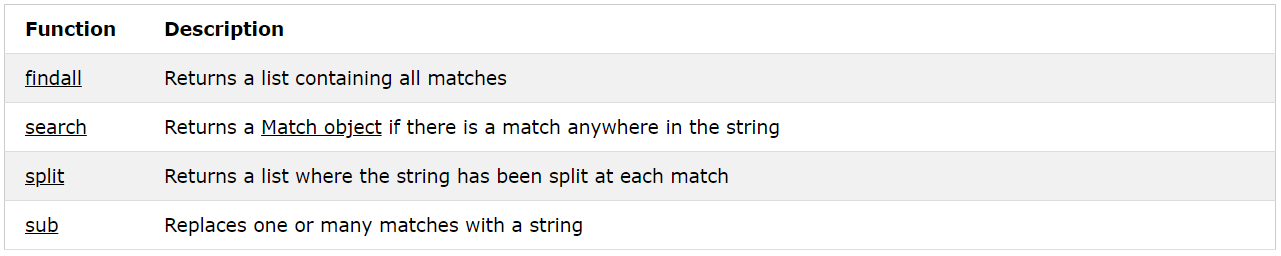 Function Description
findall Returns a list containing all matches
search Returns a Match object if there is a match anywhere in the string
split Returns a list where the string has been split at each match
sub Replaces one or many matches with a string